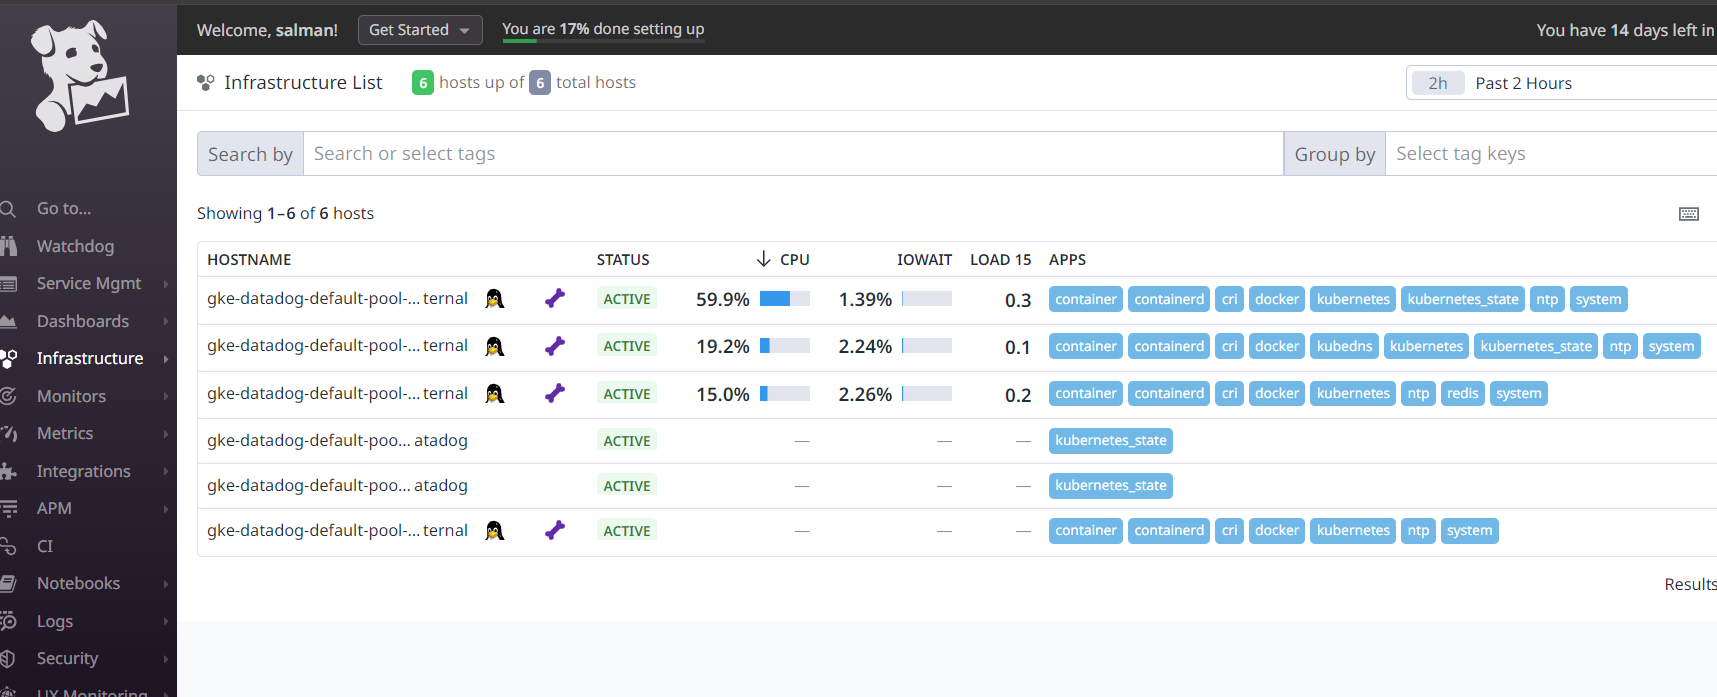 Welcome, salman! Get Started You are 17% done setting up You have 14 days left in
Infrastructure List 6 hosts up of 6 total hosts 2h Past 2 Hours
Search by Search or select tags Group by Select tag keys
Showing 1–6 of 6 hosts
HOSTNAME STATUS CPU IOWAIT LOAD 15 APPS
gke-datadog-default-pool-... ternal ACTIVE 59.9% 1.39% 0.3 container containerd cri docker kubernetes kubernetes_state ntp system
gke-datadog-default-pool-... ternal ACTIVE 19.2% 2.24% 0.1 container containerd cri docker kubedns kubernetes kubernetes_state ntp system
gke-datadog-default-pool-... ternal ACTIVE 15.0% 2.26% 0.2 container containerd cri docker kubernetes ntp redis system
gke-datadog-default-poo... atadog ACTIVE — — — kubernetes_state
gke-datadog-default-poo... atadog ACTIVE — — — kubernetes_state
gke-datadog-default-pool-... ternal ACTIVE — — — container containerd cri docker kubernetes ntp system
Results
Go to...
Watchdog
Service Mgmt
Dashboards
Infrastructure
Monitors
Metrics
Integrations
APM
CI
Notebooks
Logs
Security
UX Monitoring